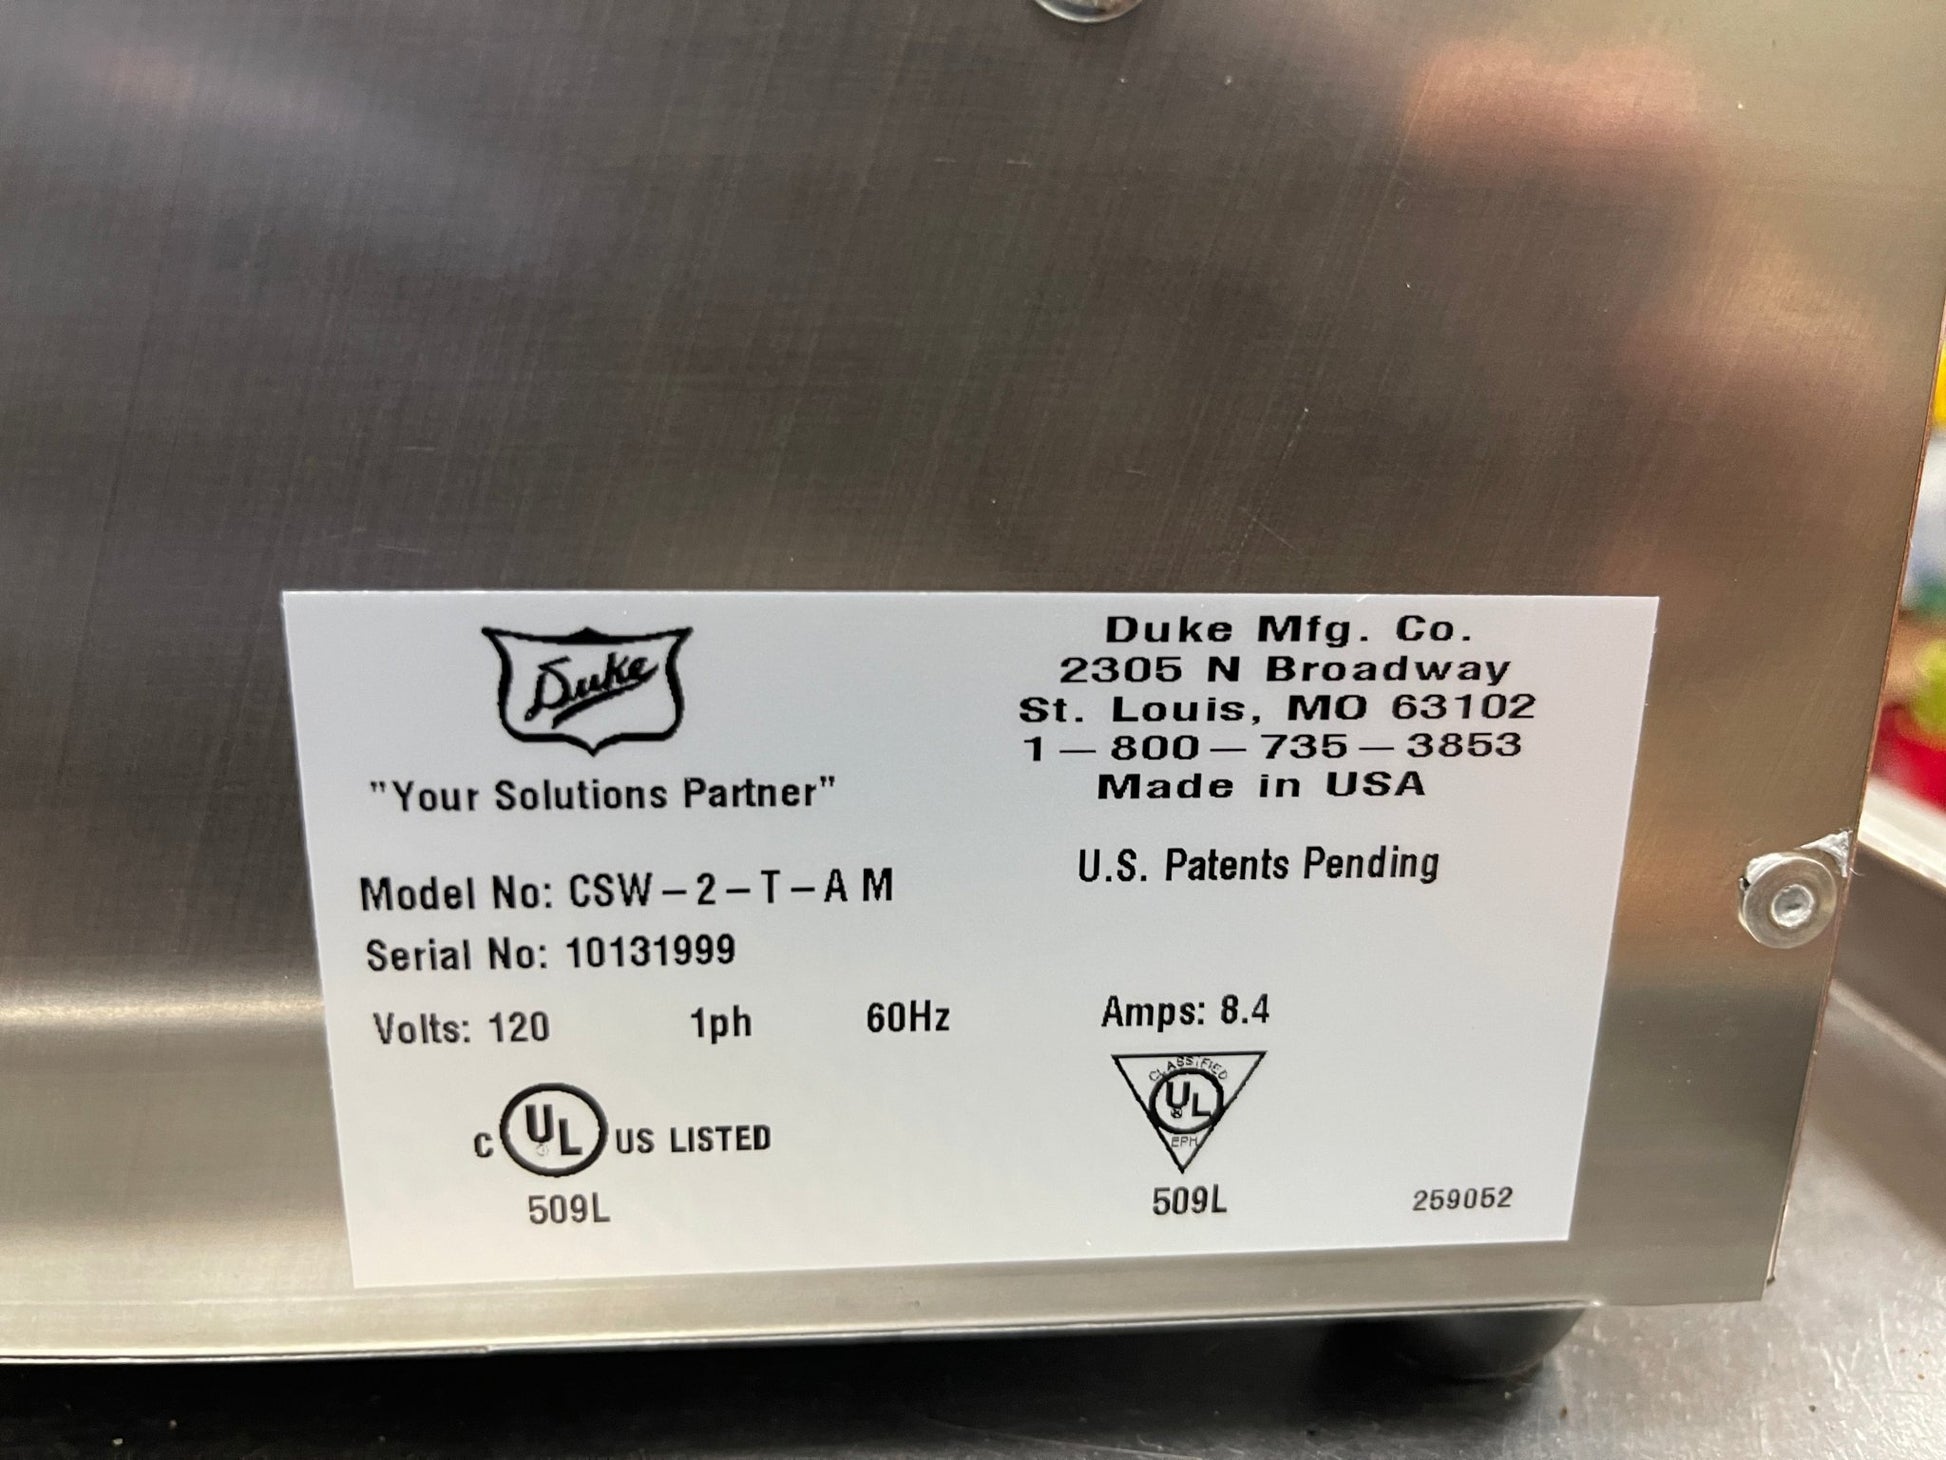 Duke
"Your Solutions Partner"
Duke Mfg. Co.
2305 N Broadway
St. Louis, MO 63102
1-800-735-3853
Made in USA
U.S. Patents Pending
Model No: CSW-2-T-AM
Serial No: 10131999
Volts: 120 1ph 60Hz Amps: 8.4
C UL US LISTED
509L
CLASSIFIED
UL
EPH
509L
259052